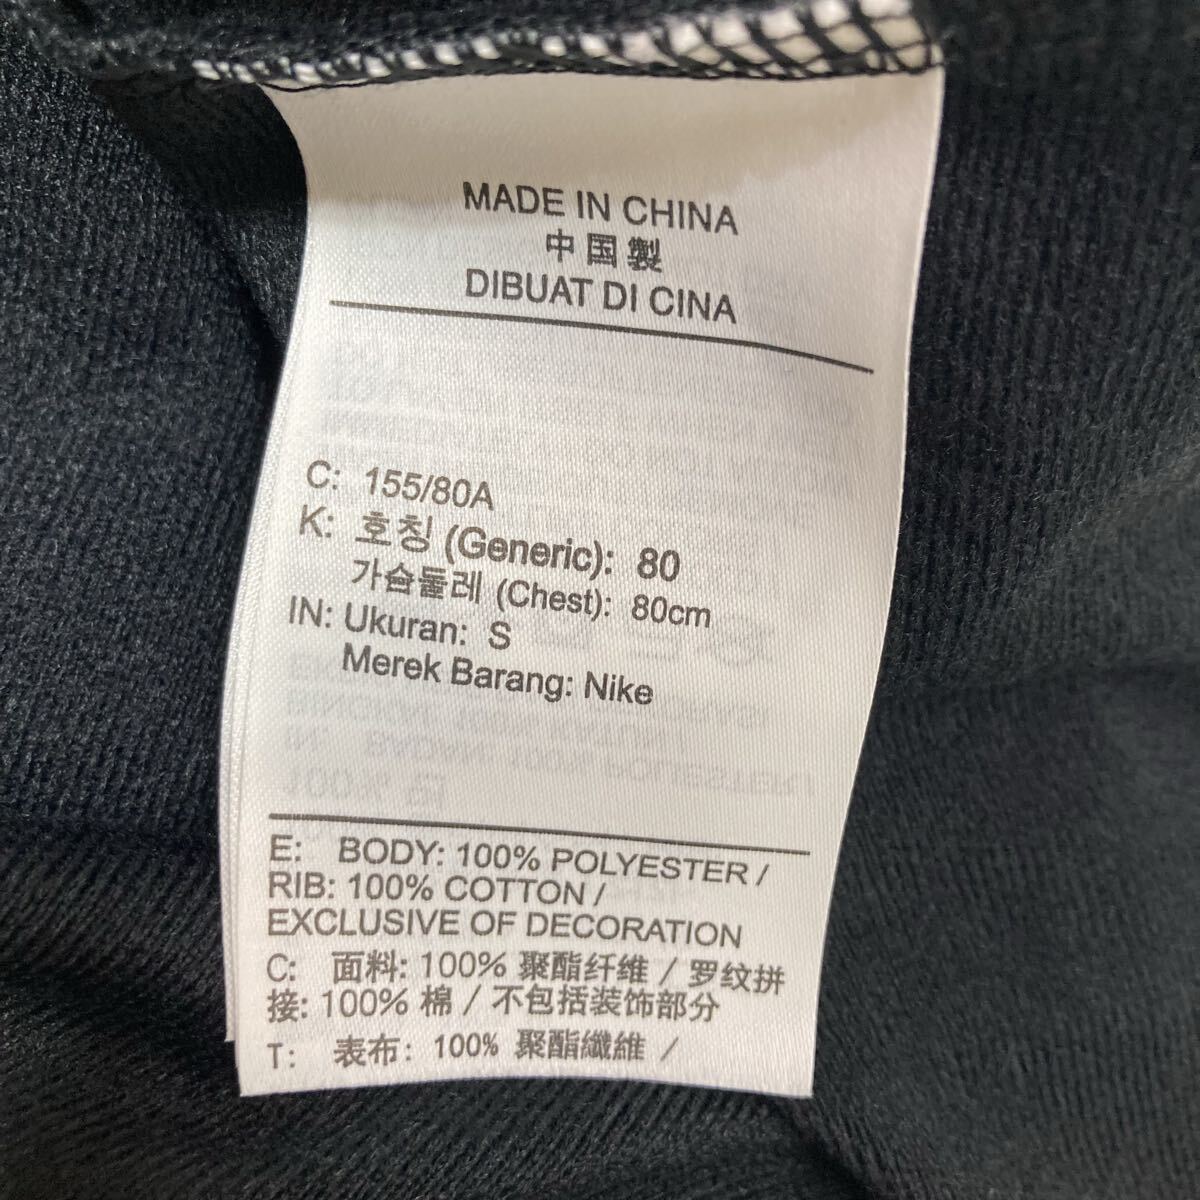 MADE IN CHINA
中国製
DIBUAT DI CINA
C: 155/80A
K: 호칭 (Generic): 80
가슴둘레 (Chest): 80cm
IN: Ukuran: S
Merek Barang: Nike
E: BODY: 100% POLYESTER /
RIB: 100% COTTON /
EXCLUSIVE OF DECORATION
C: 面料: 100% 聚酯纤维 / 罗纹拼
接: 100% 棉 / 不包括装饰部分
T: 表布: 100% 聚酯纖維 /